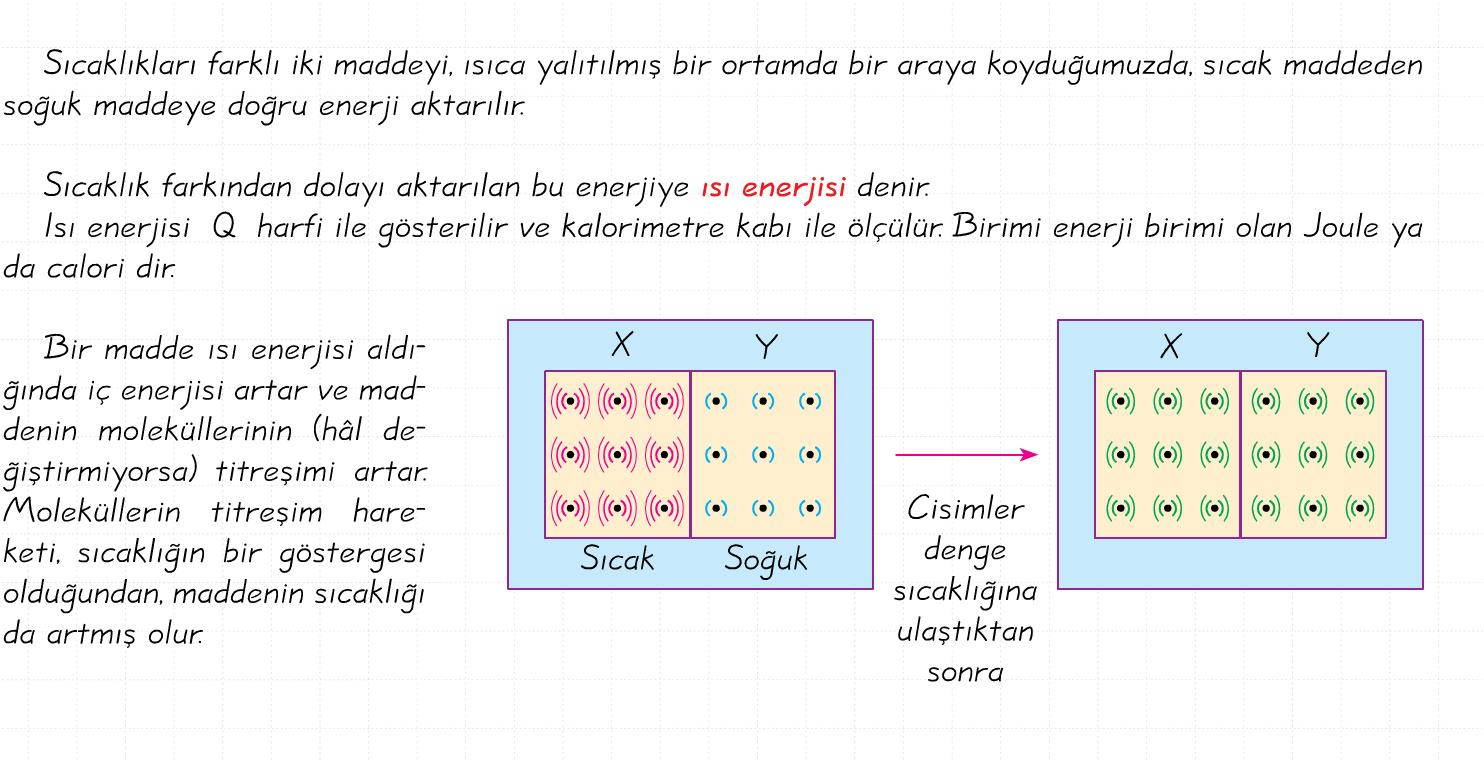 Sıcaklıkları farklı iki maddeyi, ısıca yalıtılmış bir ortamda bir araya koyduğumuzda, sıcak maddeden
soğuk maddeye doğru enerji aktarılır.
Sıcaklık farkından dolayı aktarılan bu enerjiye ısı enerjisi denir.
Isı enerjisi Q harfi ile gösterilir ve kalorimetre kabı ile ölçülür. Birimi enerji birimi olan Joule ya
da calori dir.
Bir madde ısı enerjisi aldı-
ğında iç enerjisi artar ve mad-
denin moleküllerinin (hâl de-
ğiştirmiyorsa) titreşimi artar.
Moleküllerin titreşim hare-
keti, sıcaklığın bir göstergesi
olduğundan, maddenin sıcaklığı
da artmış olur.
X Y
Sıcak Soğuk
Cisimler
denge
sıcaklığına
ulaştıktan
sonra
X Y